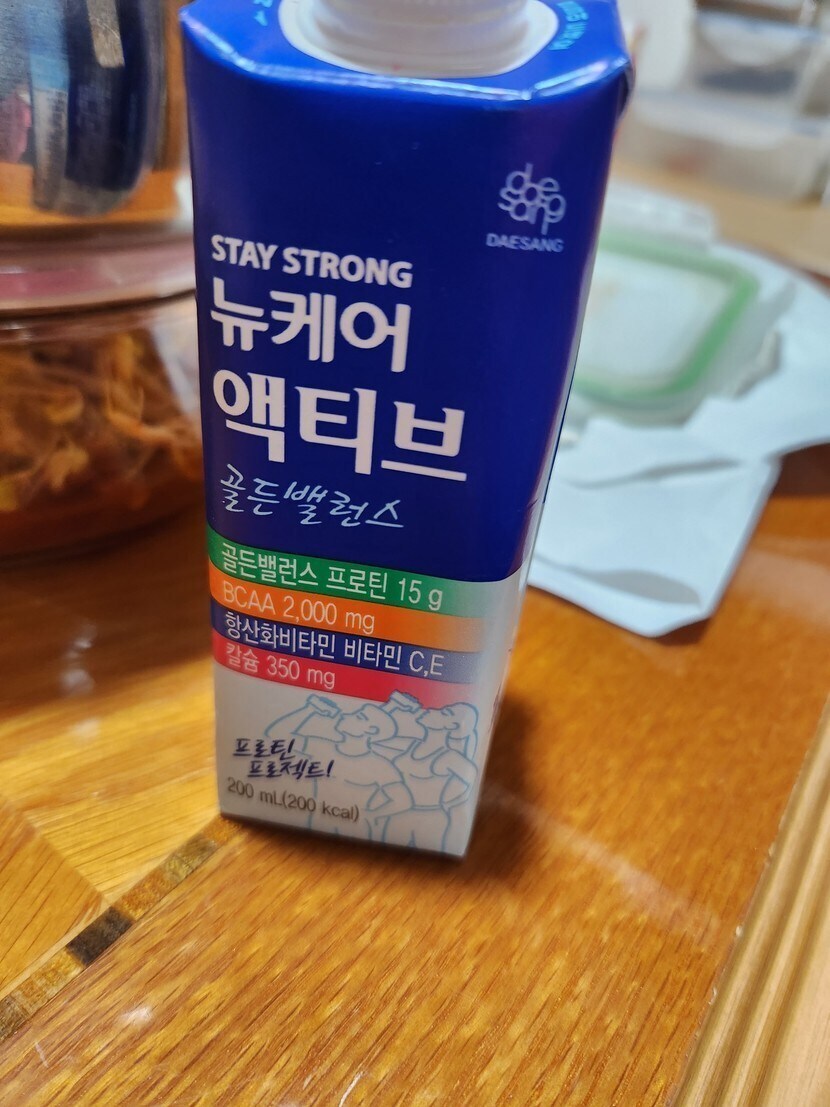 dae
sang
DAESANG
STAY STRONG
뉴케어
액티브
골든밸런스
골든밸런스 프로틴 15 g
BCAA 2,000 mg
항산화비타민 비타민 C,E
칼슘 350 mg
프로틴
프로젝트!
200 mL(200 kcal)